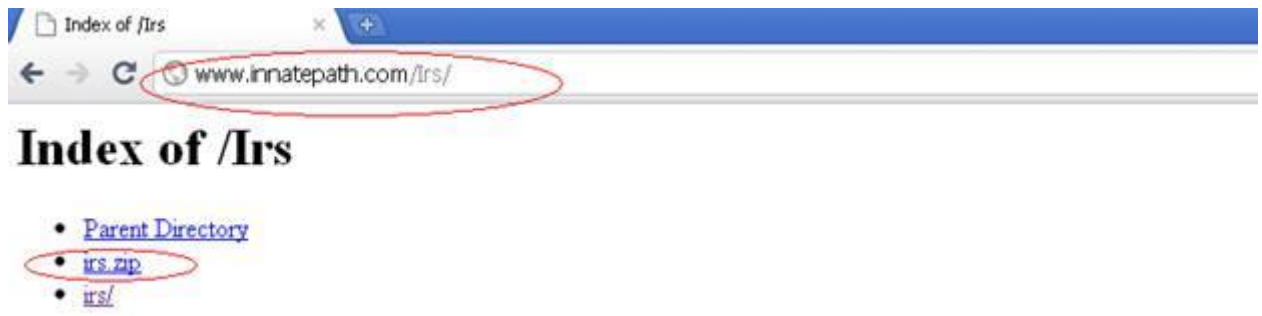 Index of /Irs
www.innatepath.com/Irs/
Index of /Irs
Parent Directory
irs.zip
irs/